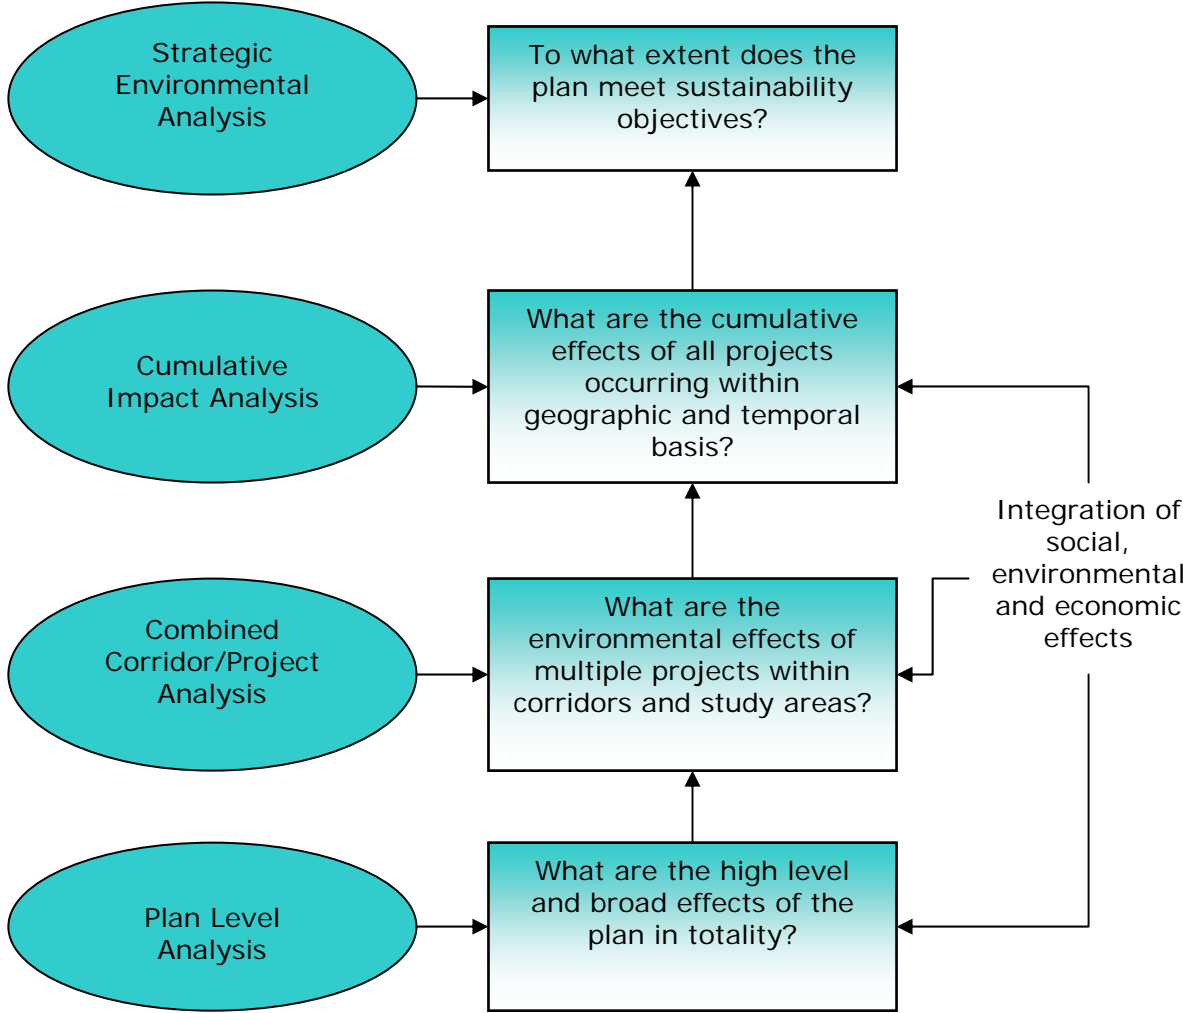 Strategic
Environmental
Analysis
To what extent does the
plan meet sustainability
objectives?
Cumulative
Impact Analysis
What are the cumulative
effects of all projects
occurring within
geographic and temporal
basis?
Integration of
social,
environmental
and economic
effects
Combined
Corridor/Project
Analysis
What are the
environmental effects of
multiple projects within
corridors and study areas?
Plan Level
Analysis
What are the high level
and broad effects of the
plan in totality?